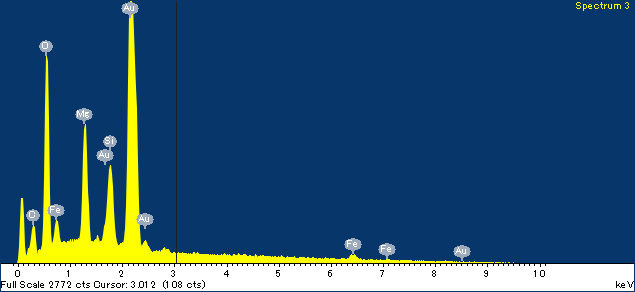 Spectrum 3
Au
O
Mg
Si
Au
O
Fe
Au
Fe
Fe
Au
0 1 2 3 4 5 6 7 8 9 10
Full Scale 2772 cts Cursor: 3.012 (108 cts) keV